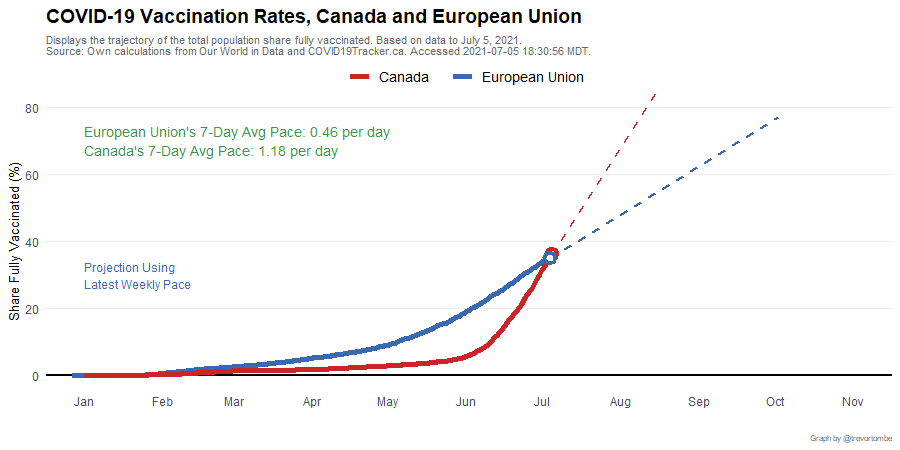 COVID-19 Vaccination Rates, Canada and European Union
Displays the trajectory of the total population share fully vaccinated. Based on data to July 5, 2021.
Source: Own calculations from Our World in Data and COVID19Tracker.ca. Accessed 2021-07-05 18:30:56 MDT.
Canada European Union
Share Fully Vaccinated (%)
80
60
40
20
0
European Union's 7-Day Avg Pace: 0.46 per day
Canada's 7-Day Avg Pace: 1.18 per day
Projection Using
Latest Weekly Pace
Jan Feb Mar Apr May Jun Jul Aug Sep Oct Nov
Graph by @trevortombe